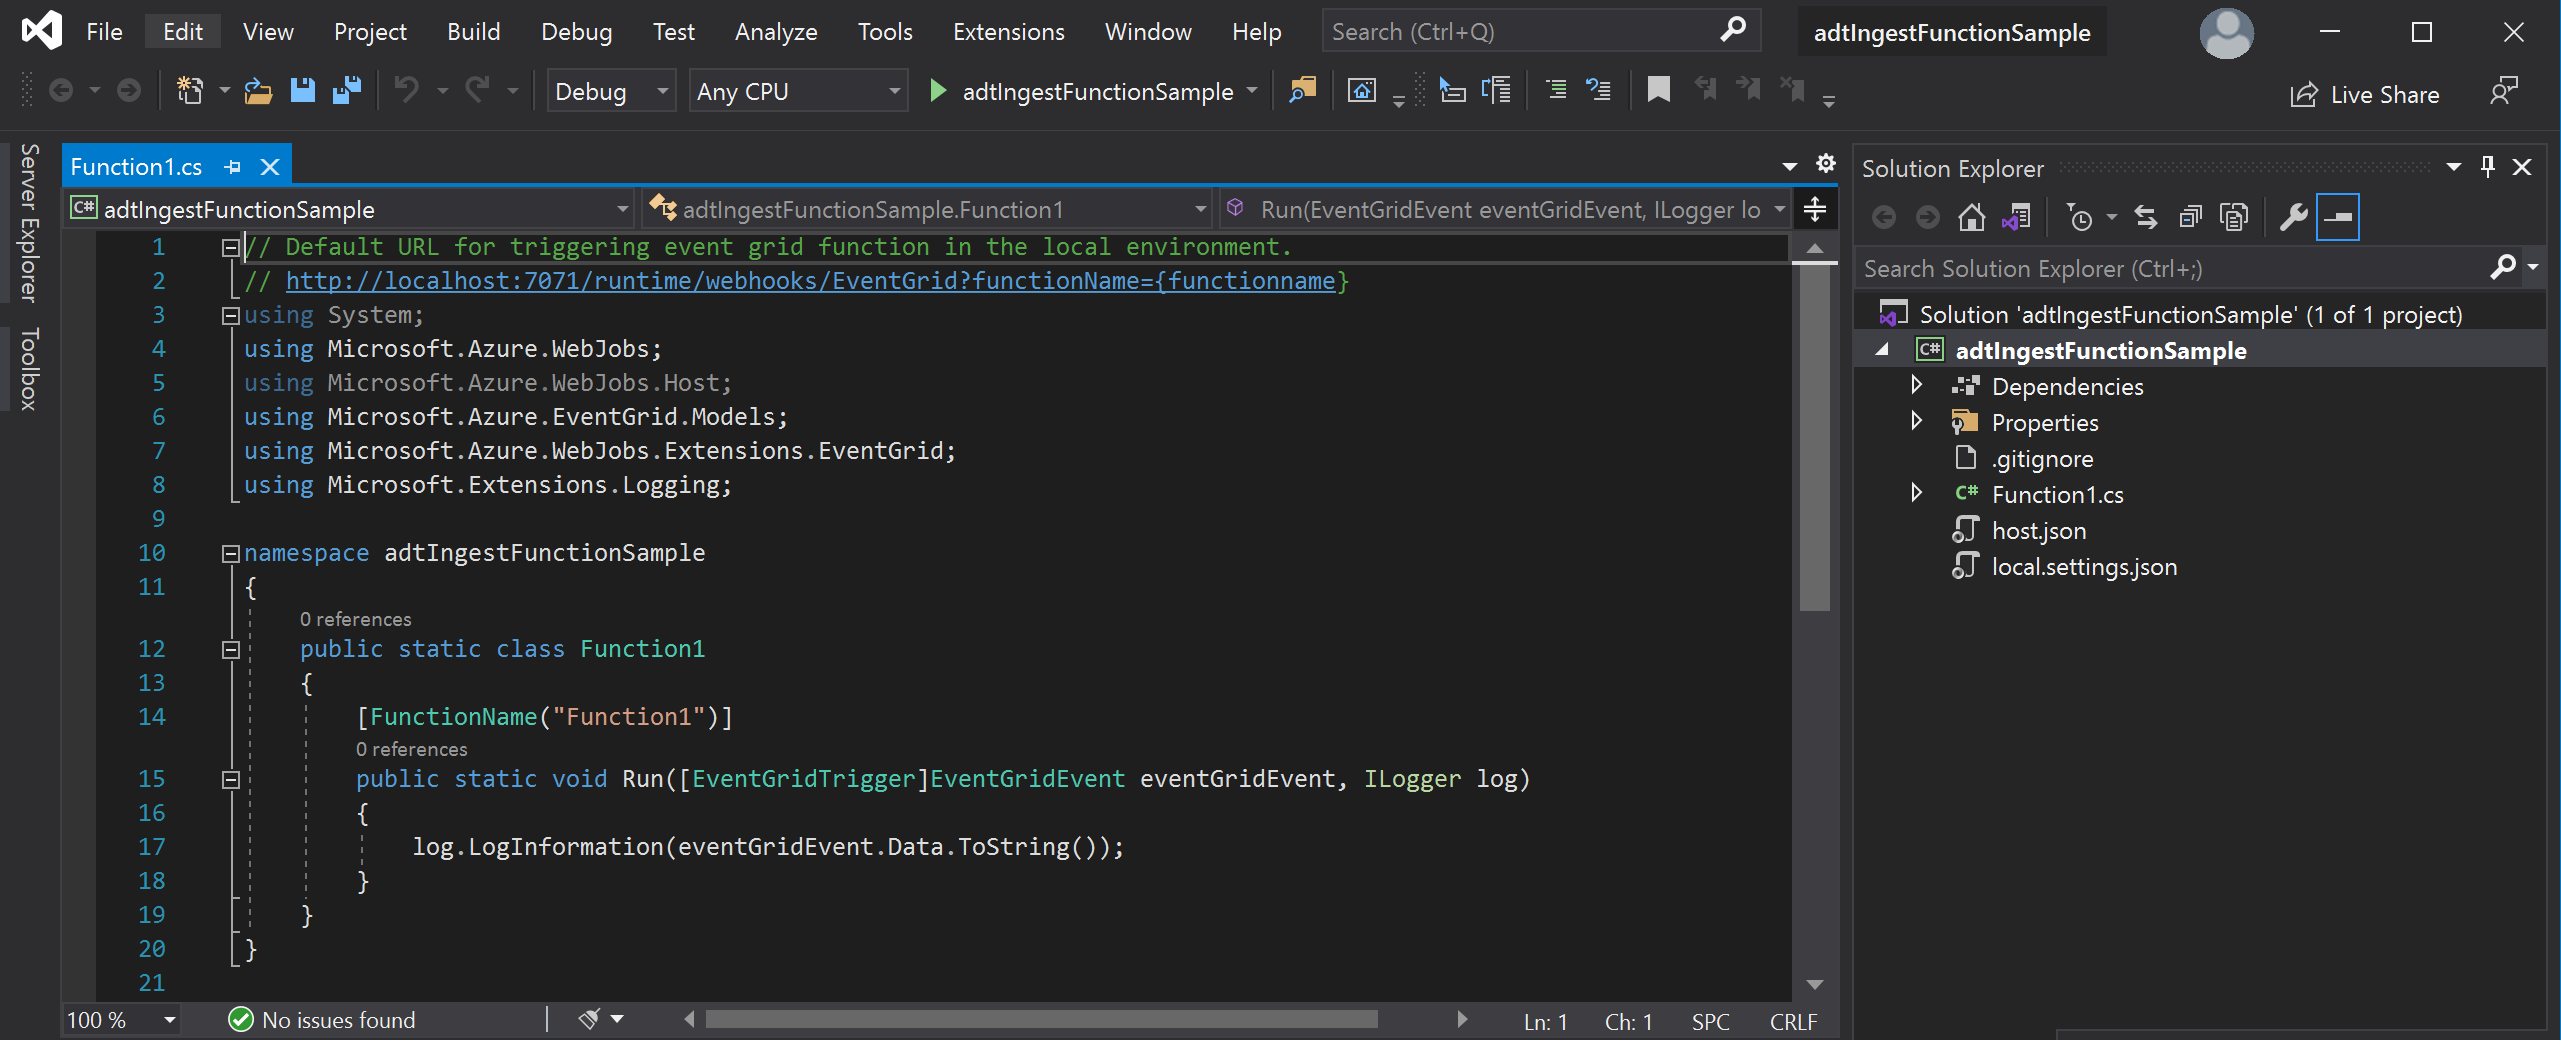 File Edit View Project Build Debug Test Analyze Tools Extensions Window Help Search (Ctrl+Q) adtIngestFunctionSample
Debug Any CPU adtIngestFunctionSample Live Share
Server Explorer
Toolbox
Function1.cs
adtIngestFunctionSample adtIngestFunctionSample.Function1 Run(EventGridEvent eventGridEvent, ILogger lo
1 // Default URL for triggering event grid function in the local environment.
2 // http://localhost:7071/runtime/webhooks/EventGrid?functionName={functionname}
3 using System;
4 using Microsoft.Azure.WebJobs;
5 using Microsoft.Azure.WebJobs.Host;
6 using Microsoft.Azure.EventGrid.Models;
7 using Microsoft.Azure.WebJobs.Extensions.EventGrid;
8 using Microsoft.Extensions.Logging;
9
10 namespace adtIngestFunctionSample
11 {
0 references
12 public static class Function1
13 {
14 [FunctionName("Function1")]
0 references
15 public static void Run([EventGridTrigger]EventGridEvent eventGridEvent, ILogger log)
16 {
17 log.LogInformation(eventGridEvent.Data.ToString());
18 }
19 }
20 }
21
100 % No issues found Ln: 1 Ch: 1 SPC CRLF
Solution Explorer
Search Solution Explorer (Ctrl+;)
Solution 'adtIngestFunctionSample' (1 of 1 project)
C# adtIngestFunctionSample
Dependencies
Properties
.gitignore
C# Function1.cs
host.json
local.settings.json